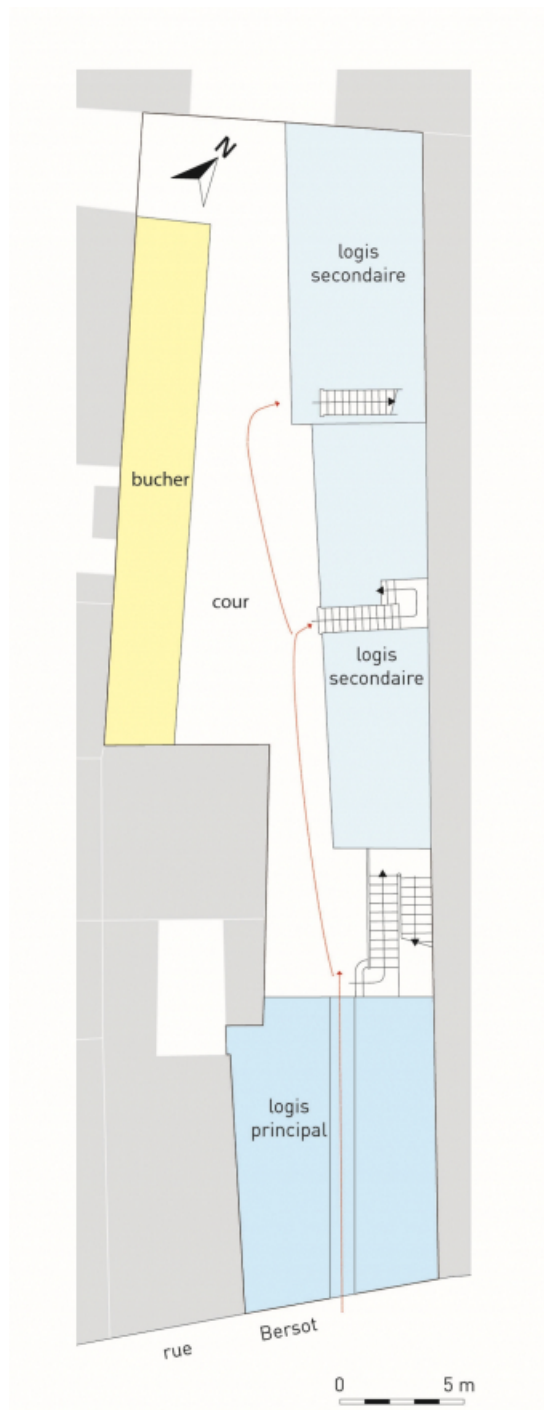 N
logis
secondaire
bucher
cour
logis
secondaire
logis
principal
rue Bersot
0 5 m